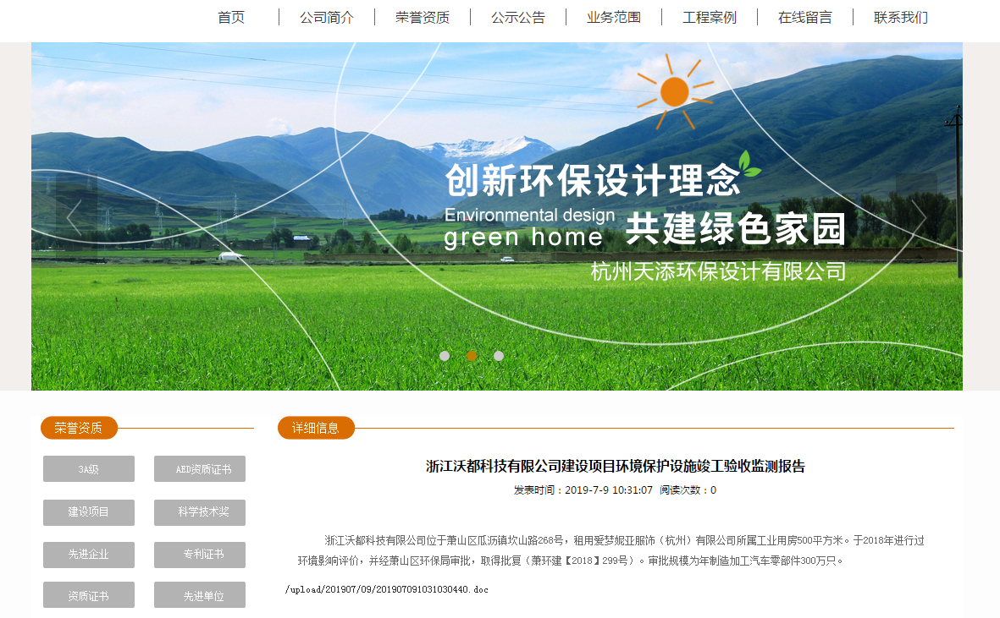 首页 公司简介 荣誉资质 公示公告 业务范围 工程案例 在线留言 联系我们
创新环保设计理念
Environmental design
green home
共建绿色家园
杭州天添环保设计有限公司
荣誉资质
3A级 AED资质证书
建设项目 科学技术奖
先进企业 专利证书
资质证书 先进单位
详细信息
浙江沃都科技有限公司建设项目环境保护设施竣工验收监测报告
发表时间：2019-7-9 10:31:07 阅读次数：0
浙江沃都科技有限公司位于萧山区瓜沥镇坎山路268号，租用爱梦妮亚服饰（杭州）有限公司所属工业用房500平方米。于2018年进行过
环境影响评价，并经萧山区环保局审批，取得批复（萧环建【2018】299号）。审批规模为年制造加工汽车零部件300万只。
/upload/201907/09/201907091031030440.doc